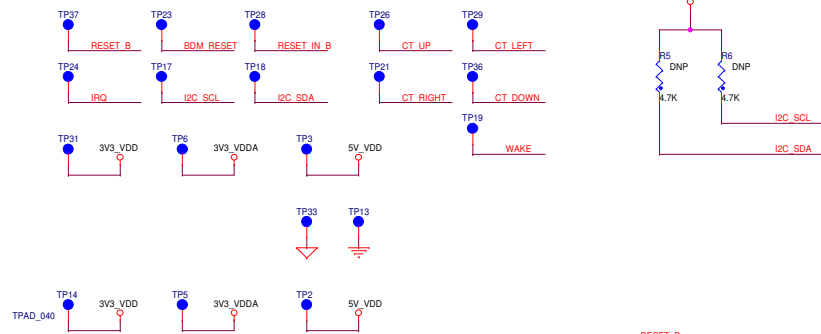 TP37 TP23 TP28 TP26 TP29
RESET_B BDM_RESET RESET_IN_B CT_UP CT_LEFT
R5 R6
DNP DNP
TP24 TP17 TP18 TP21 TP36
IRQ I2C_SCL I2C_SDA CT_RIGHT CT_DOWN
4.7K 4.7K
I2C_SCL
TP19
TP31 3V3_VDD TP6 3V3_VDDA TP3 5V_VDD
WAKE I2C_SDA
TP33 TP13
TP14 3V3_VDD TP5 3V3_VDDA TP2 5V_VDD
TPAD_040